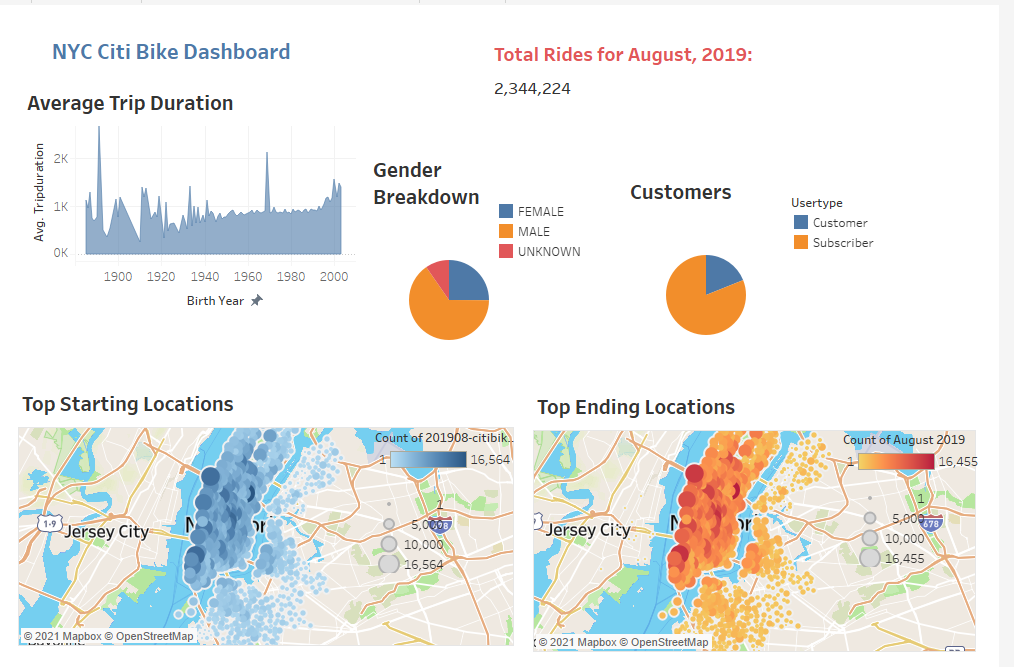 NYC Citi Bike Dashboard
Total Rides for August, 2019:
2,344,224
Average Trip Duration
Avg. Tripduration
2K
1K
0K
1900 1920 1940 1960 1980 2000
Birth Year
Gender
Breakdown
FEMALE
MALE
UNKNOWN
Customers
Usertype
Customer
Subscriber
Top Starting Locations
Count of 201908-citibik..
1 16,564
1
5,000
10,000
16,564
1-9
Jersey City
© 2021 Mapbox © OpenStreetMap
Top Ending Locations
Count of August 2019
1 16,455
1
5,000
678
10,000
16,455
Jersey City
© 2021 Mapbox © OpenStreetMap